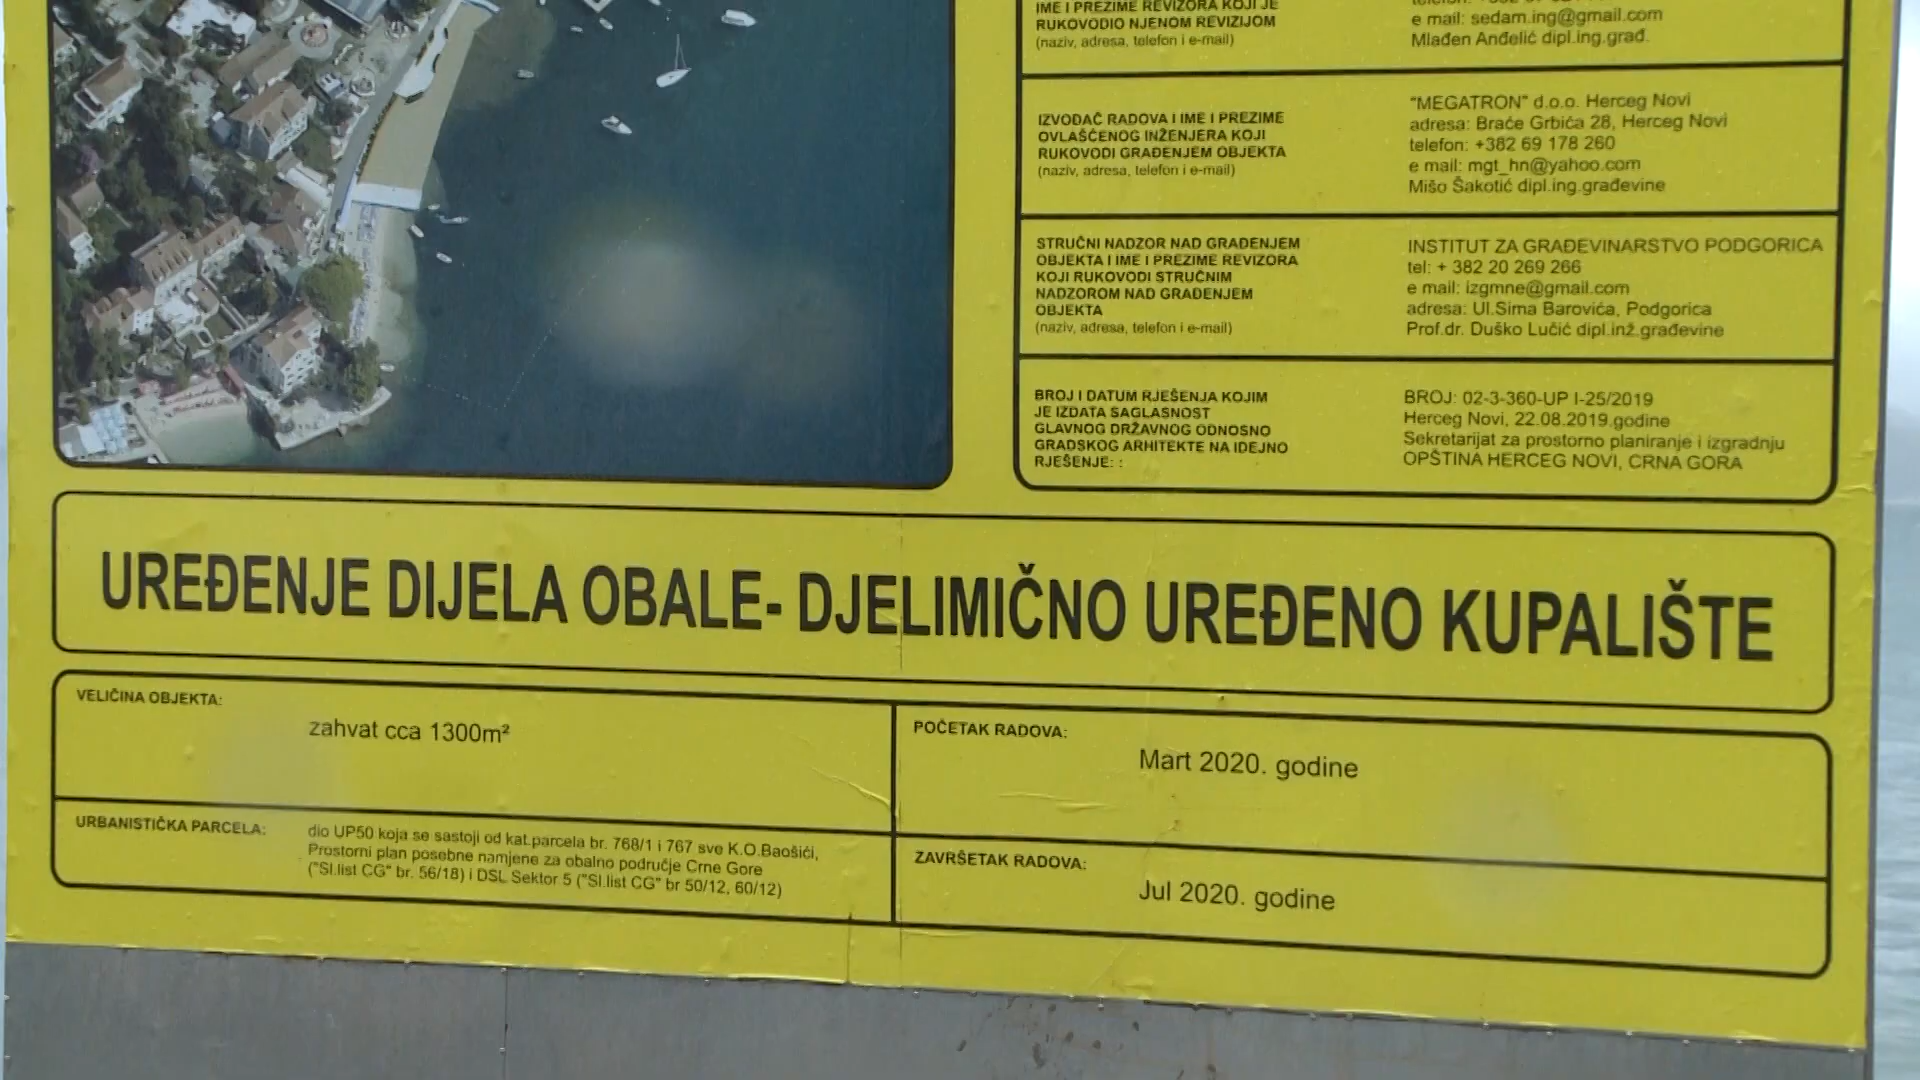 IME I PREZIME REVIZORA KOJI JE
RUKOVODIO NJENOM REVIZIJOM
(naziv, adresa, telefon i e-mail)
e mail: sedam.ing@gmail.com
Mlađen Anđelić dipl.ing.građ.
IZVOĐAČ RADOVA I IME I PREZIME
OVLAŠĆENOG INŽENJERA KOJI
RUKOVODI GRAĐENJEM OBJEKTA
(naziv, adresa, telefon i e-mail)
"MEGATRON" d.o.o. Herceg Novi
adresa: Braće Grbića 28, Herceg Novi
telefon: +382 69 178 260
e mail: mgt_hn@yahoo.com
Mišo Šakotić dipl.ing.građevine
STRUČNI NADZOR NAD GRAĐENJEM
OBJEKTA I IME I PREZIME REVIZORA
KOJI RUKOVODI STRUČNIM
NADZOROM NAD GRAĐENJEM
OBJEKTA
(naziv, adresa, telefon i e-mail)
INSTITUT ZA GRAĐEVINARSTVO PODGORICA
tel: + 382 20 269 266
e mail: izgmne@gmail.com
adresa: Ul.Sima Barovića, Podgorica
Prof.dr. Duško Lučić dipl.inž.građevine
BROJ I DATUM RJEŠENJA KOJIM
JE IZDATA SAGLASNOST
GLAVNOG DRŽAVNOG ODNOSNO
GRADSKOG ARHITEKTE NA IDEJNO
RJEŠENJE: :
BROJ: 02-3-360-UP I-25/2019
Herceg Novi, 22.08.2019.godine
Sekretarijat za prostorno planiranje i izgradnju
OPŠTINA HERCEG NOVI, CRNA GORA
UREĐENJE DIJELA OBALE- DJELIMIČNO UREĐENO KUPALIŠTE
VELIČINA OBJEKTA:
zahvat cca 1300m²
POČETAK RADOVA:
Mart 2020. godine
URBANISTIČKA PARCELA:
dio UP50 koja se sastoji od kat.parcela br. 768/1 i 767 sve K.O.Baošići,
Prostorni plan posebne namjene za obalno područje Crne Gore
("Sl.list CG" br. 56/18) i DSL Sektor 5 ("Sl.list CG" br 50/12, 60/12)
ZAVRŠETAK RADOVA:
Jul 2020. godine